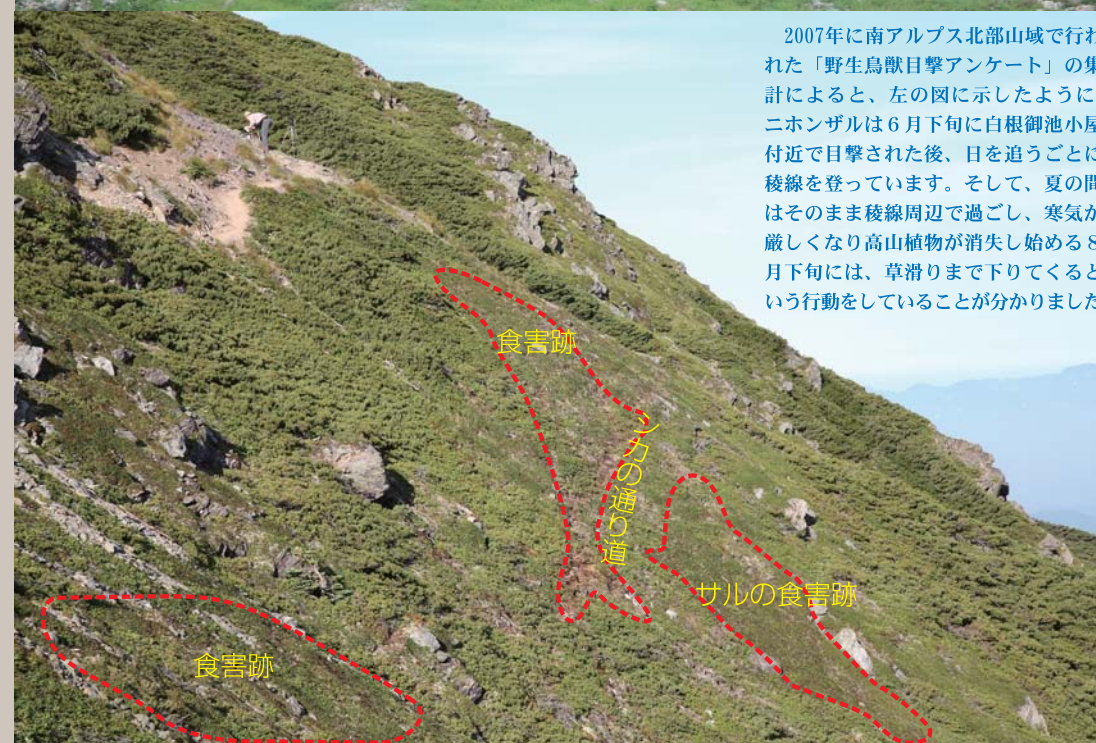 2007年に南アルプス北部山域で行わ
れた「野生鳥獣目撃アンケート」の集
計によると、左の図に示したように
ニホンザルは6月下旬に白根御池小屋
付近で目撃された後、日を追うごとに
稜線を登っています。そして、夏の間
はそのまま稜線周辺で過ごし、寒気が
厳しくなり高山植物が消失し始める8
月下旬には、草滑りまで下りてくると
いう行動をしていることが分かりました
食害跡
シカの通り道
サルの食害跡
食害跡